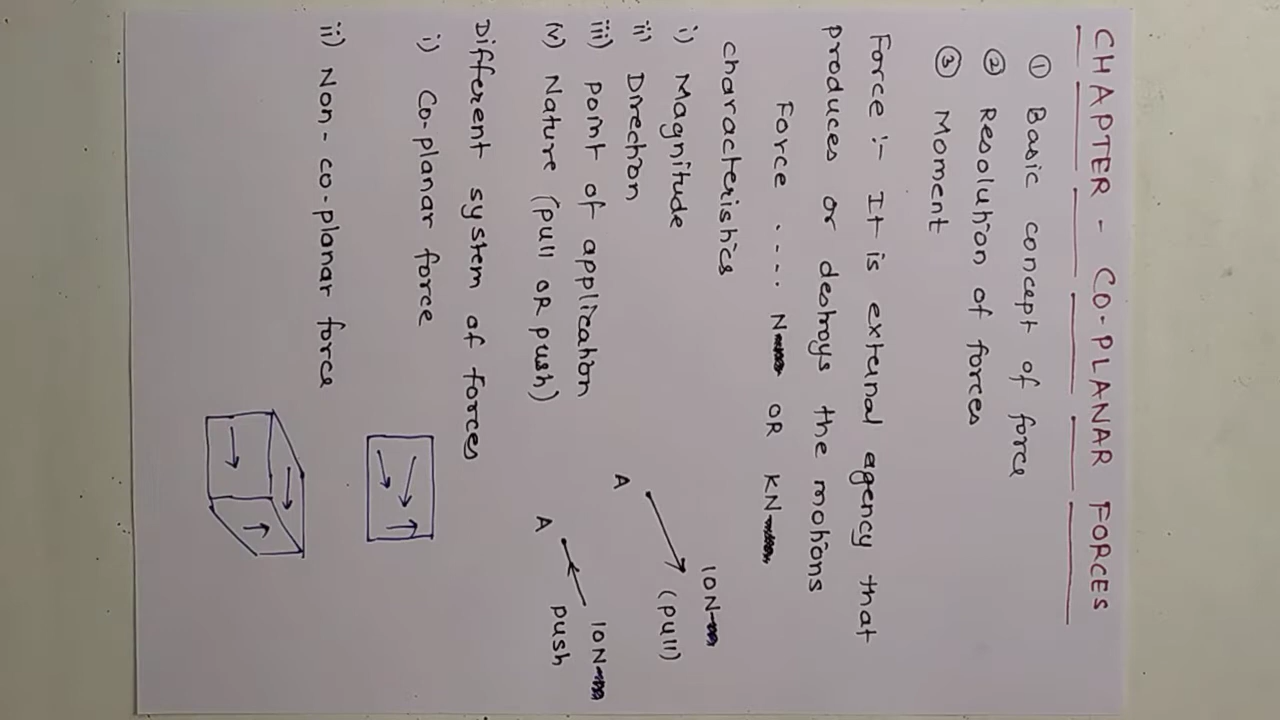 CHAPTER - CO-PLANAR FORCES
① Basic concept of force
② Resolution of forces
③ Moment
Force :- It is external agency that
produces or destroys the motions
Force .... N OR KN
characteristics
i) Magnitude
ii) Direction
iii) point of application
(v) Nature (pull OR push)
10N
A
(pull)
A
10N
push
Different system of forces
i) Co-planar force
ii) Non-co-planar force